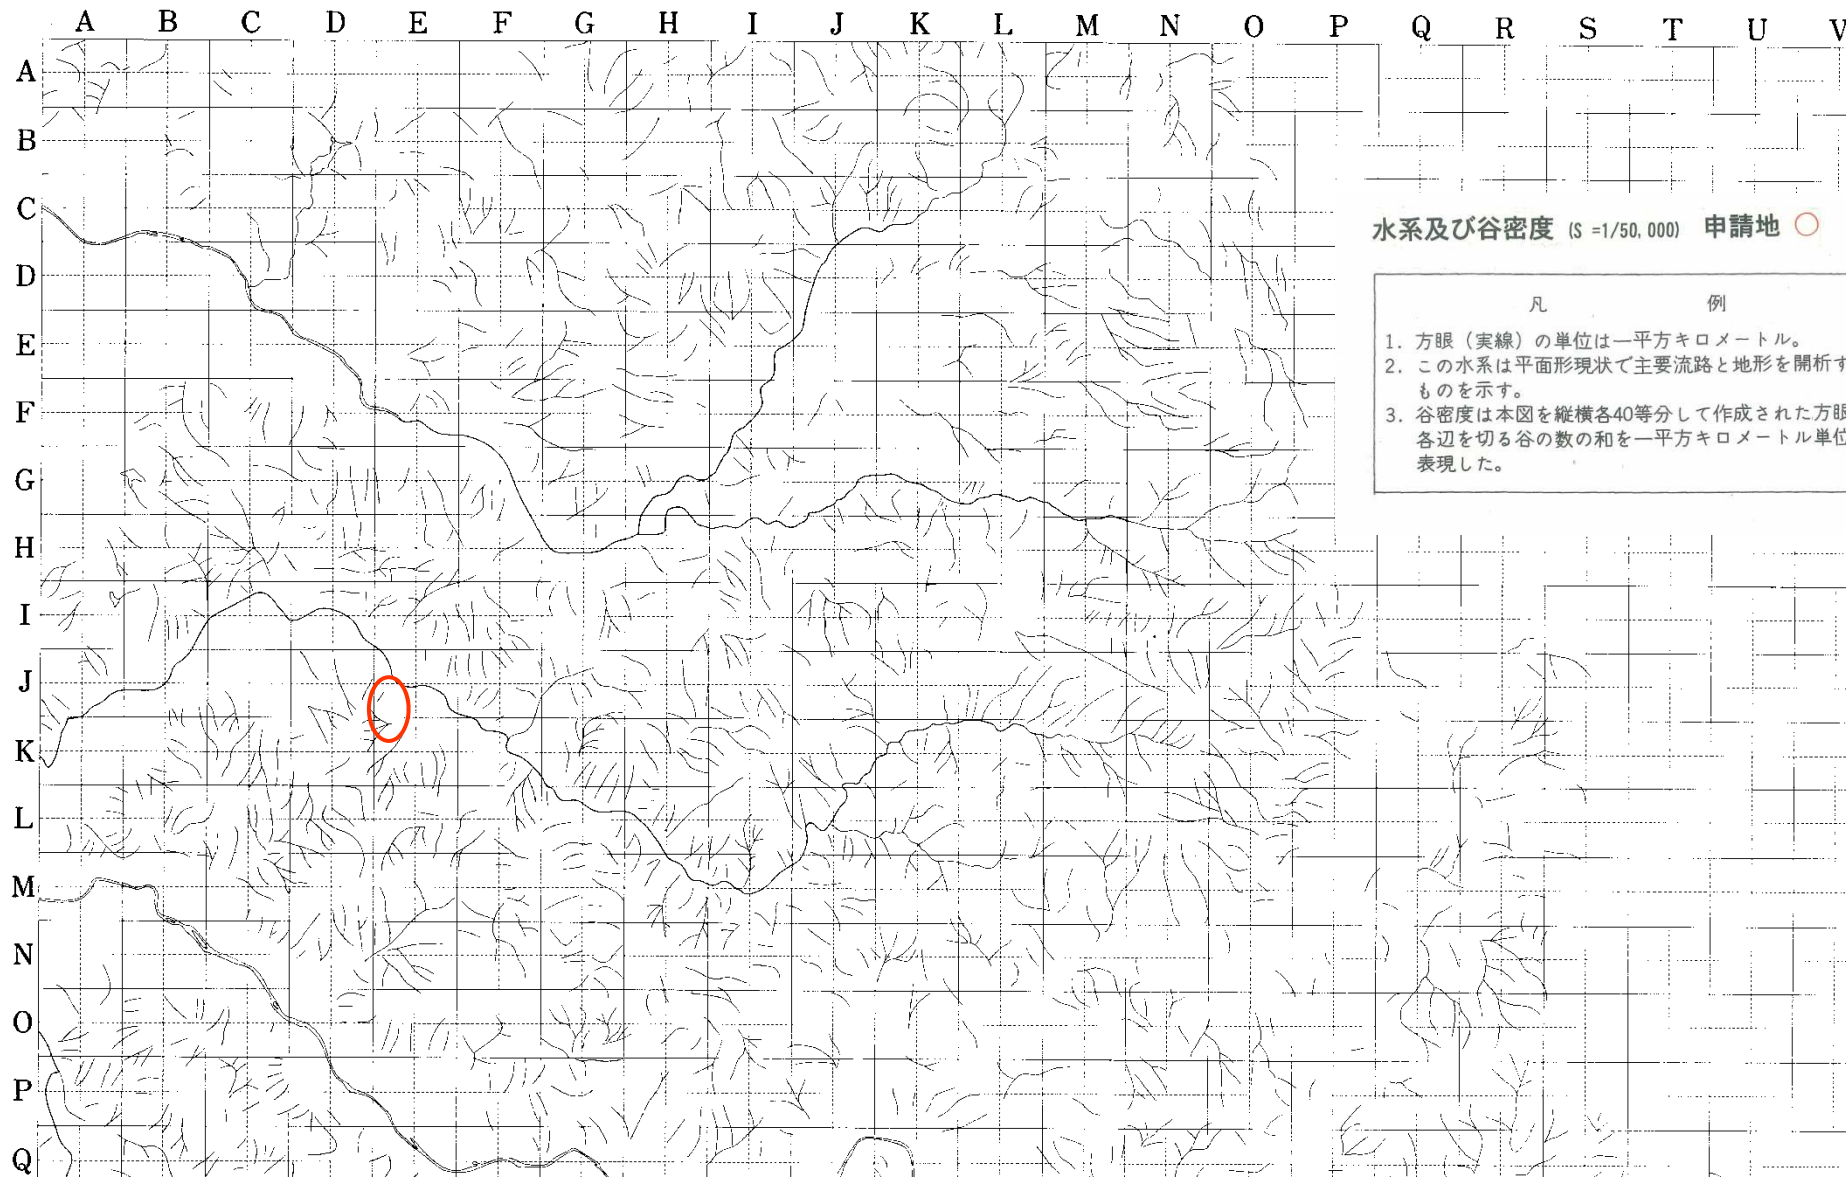 A B C D E F G H I J K L M N O P Q R S T U V
A
B
C
D
E
F
G
H
I
J
K
L
M
N
O
P
Q
水系及び谷密度 (S =1/50,000) 申請地 ○
凡 例
1. 方眼（実線）の単位は一平方キロメートル。
2. この水系は平面形現状で主要流路と地形を開析す
ものを示す。
3. 谷密度は本図を縦横各40等分して作成された方眼
各辺を切る谷の数の和を一平方キロメートル単位
表現した。